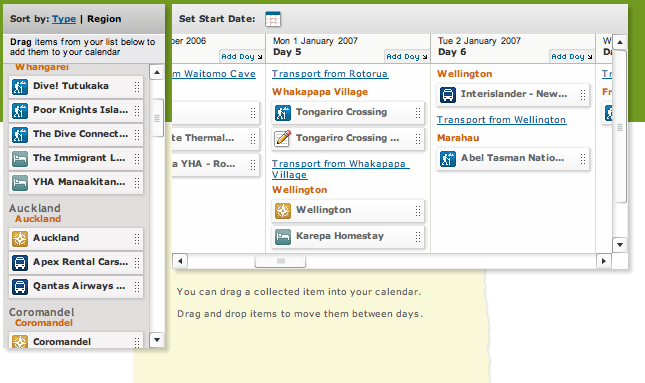 Sort by: Type | Region
Drag items from your list below to
add them to your calendar
Whangarei
Dive! Tutukaka
Poor Knights Isla...
The Dive Connect...
The Immigrant L...
YHA Manaakitan...
Auckland
Auckland
Auckland
Apex Rental Cars...
Qantas Airways ...
Coromandel
Coromandel
Coromandel
Set Start Date:
2006
Add Day
om Waitomo Cave
te Thermal...
a YHA - Ro...
Mon 1 January 2007
Day 5
Add Day
Transport from Rotorua
Whakapapa Village
Tongariro Crossing
Tongariro Crossing ...
Transport from Whakapapa
Village
Wellington
Wellington
Karepa Homestay
Tue 2 January 2007
Day 6
Add Day
Wellington
Interislander - New...
Transport from Wellington
Marahau
Abel Tasman Natio...
You can drag a collected item into your calendar.
Drag and drop items to move them between days.